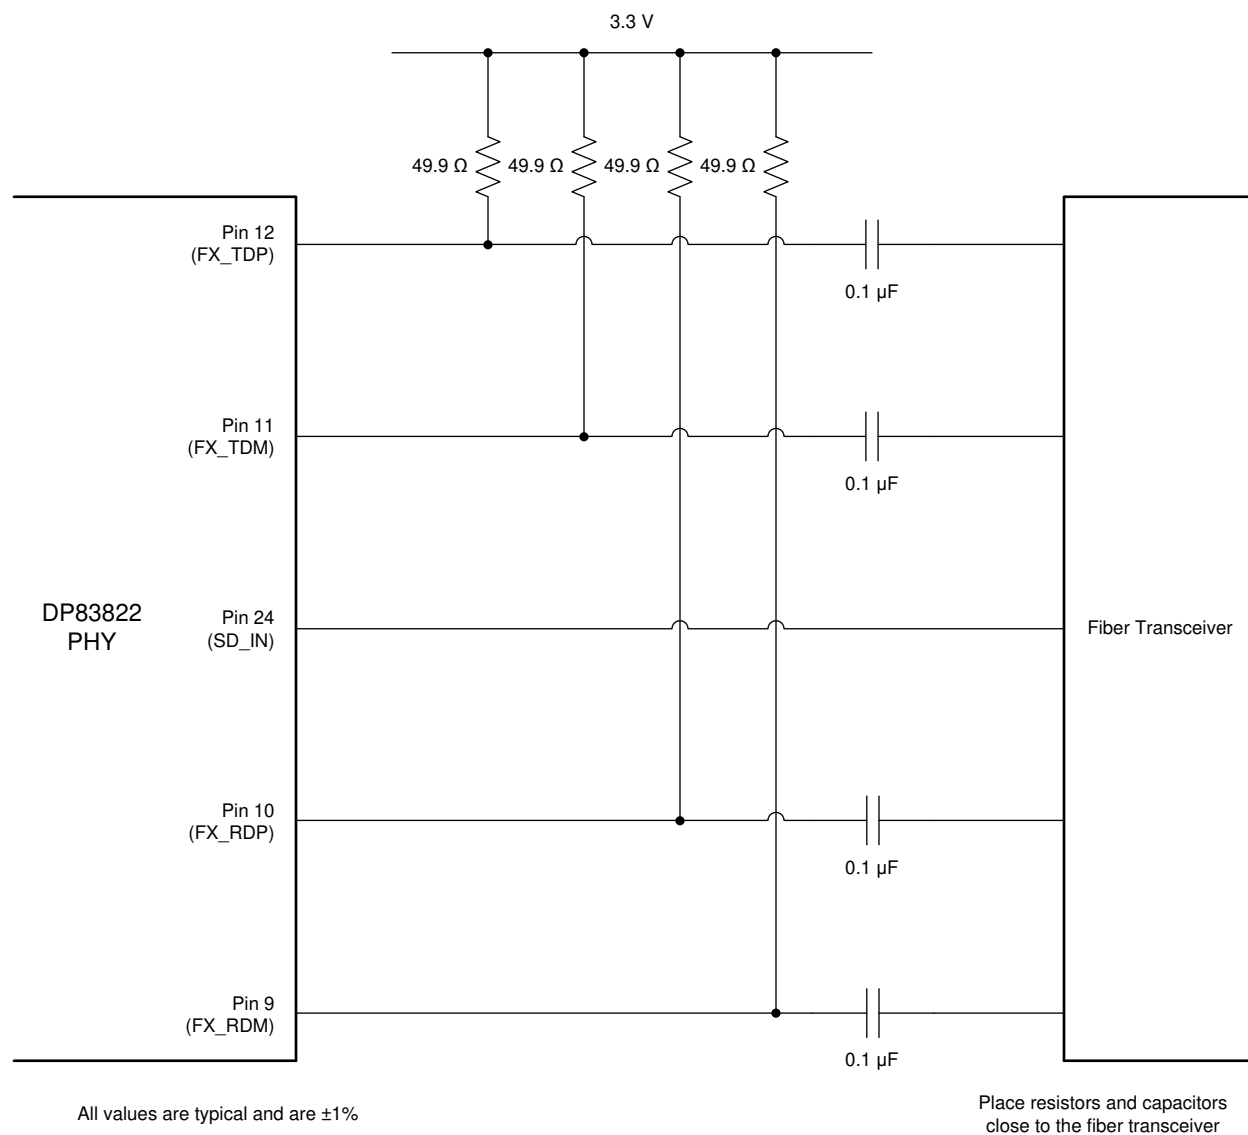 3.3 V
49.9 Ω 49.9 Ω 49.9 Ω 49.9 Ω
Pin 12
(FX_TDP)
0.1 µF
Pin 11
(FX_TDM)
0.1 µF
DP83822
PHY
Pin 24
(SD_IN)
Fiber Transceiver
Pin 10
(FX_RDP)
0.1 µF
Pin 9
(FX_RDM)
0.1 µF
All values are typical and are ±1%
Place resistors and capacitors
close to the fiber transceiver